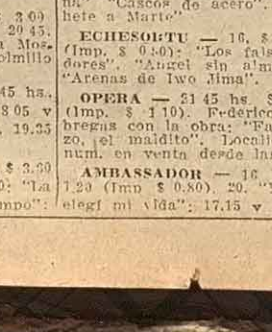 "Cascos de acero".
3 00
hete a Marte".
20 45.
ECHESORTU — 16. $
Mos-
(Imp. $ 0.80): "Los fals
olmillo
dores". "Angel sin alm
"Arenas de Iwo Jima".
45 hs.
OPERA — 21 45 hs. $
8 05 v
(Imp. $ 1 10). Federico
19.35
bregas con la obra: "Fa
zo, el maldito". Locali
num. en venta desde la
$ 3.30
AMBASSADOR — 16
"La
1.20 (Imp $ 0.80). 20. "
mpo":
elegí mi vida"; 17.15 v